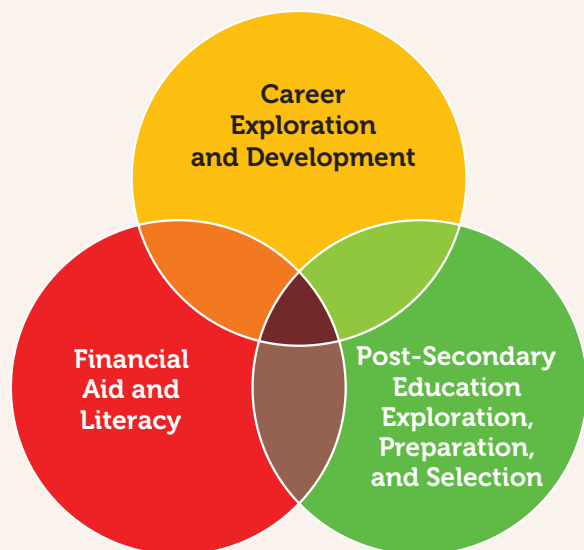 Career
Exploration
and Development
Financial
Aid and
Literacy
Post-Secondary
Education
Exploration,
Preparation,
and Selection